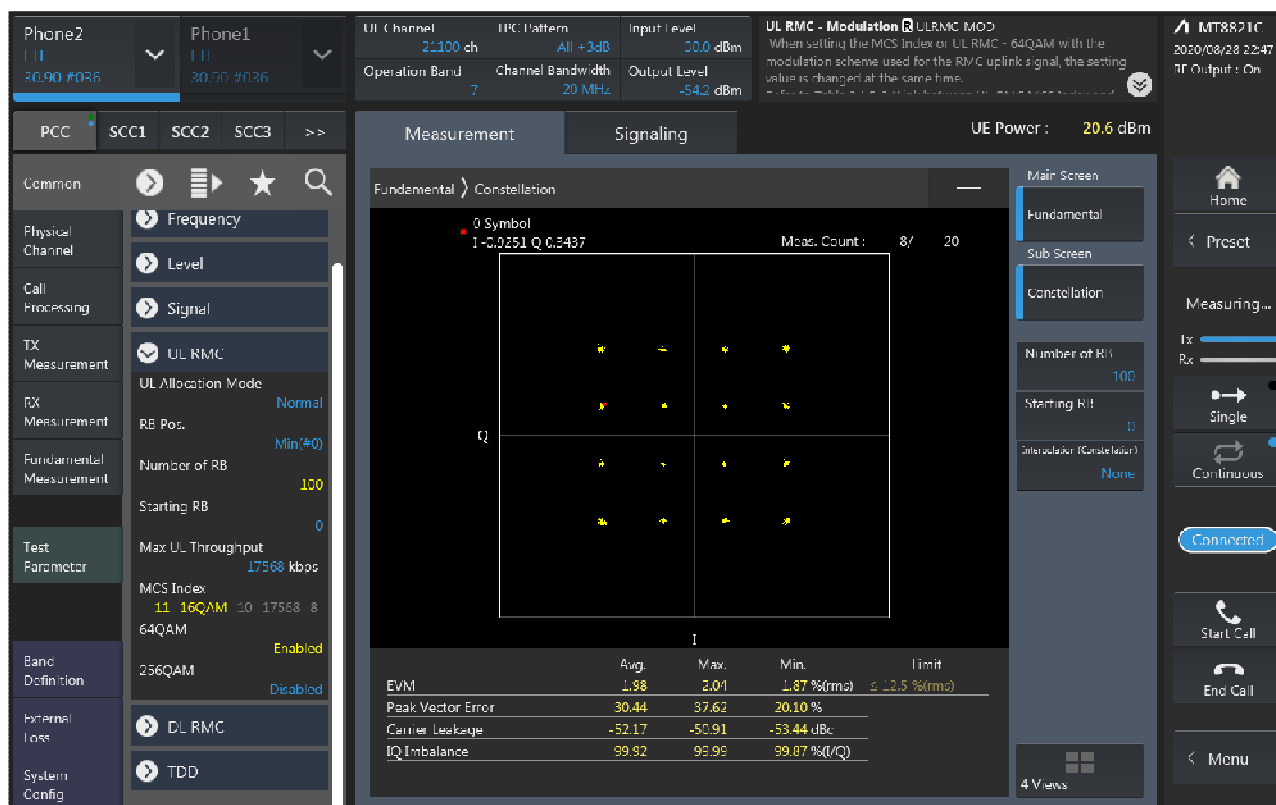 Phone2
LTE
30.90 #036
Phone1
LTE
30.90 #036
UL Channel
21100 ch
TPC Pattern
All +3dB
Input Level
30.0 dBm
Operation Band
7
Channel Bandwidth
20 MHz
Output Level
-54.2 dBm
UL RMC - Modulation R ULRMC_MOD
When setting the MCS Index or UL RMC - 64QAM with the
modulation scheme used for the RMC uplink signal, the setting
value is changed at the same time.
MT8821C
2020/08/28 22:47
RF Output : On
PCC SCC1 SCC2 SCC3 >>
Measurement
Signaling
UE Power : 20.6 dBm
Common
Physical
Channel
Call
Processing
TX
Measurement
RX
Measurement
Fundamental
Measurement
Test
Parameter
Band
Definition
External
Loss
System
Config
Frequency
Level
Signal
UL RMC
UL Allocation Mode
Normal
RB Pos.
Min(#0)
Number of RB
100
Starting RB
0
Max UL Throughput
17568 kbps
MCS Index
11 16QAM 10 17568 8
64QAM
Enabled
256QAM
Disabled
DL RMC
TDD
Fundamental 〉 Constellation
0 Symbol
I -0.9251 Q 0.3437
Meas. Count : 8/ 20
Q
I
Avg. Max. Min. Limit
EVM 1.98 2.04 1.87 %(rms) ≤ 12.5 %(rms)
Peak Vector Error 30.44 37.62 20.10 %
Carrier Leakage -52.17 -50.91 -53.44 dBc
IQ Imbalance 99.92 99.99 99.87 %(I/Q)
Main Screen
Fundamental
Sub Screen
Constellation
Number of RB
100
Starting RB
0
Interpolation (Constellation)
None
4 Views
Home
Preset
Measuring...
Tx
Rx
Single
Continuous
Connected
Start Call
End Call
Menu